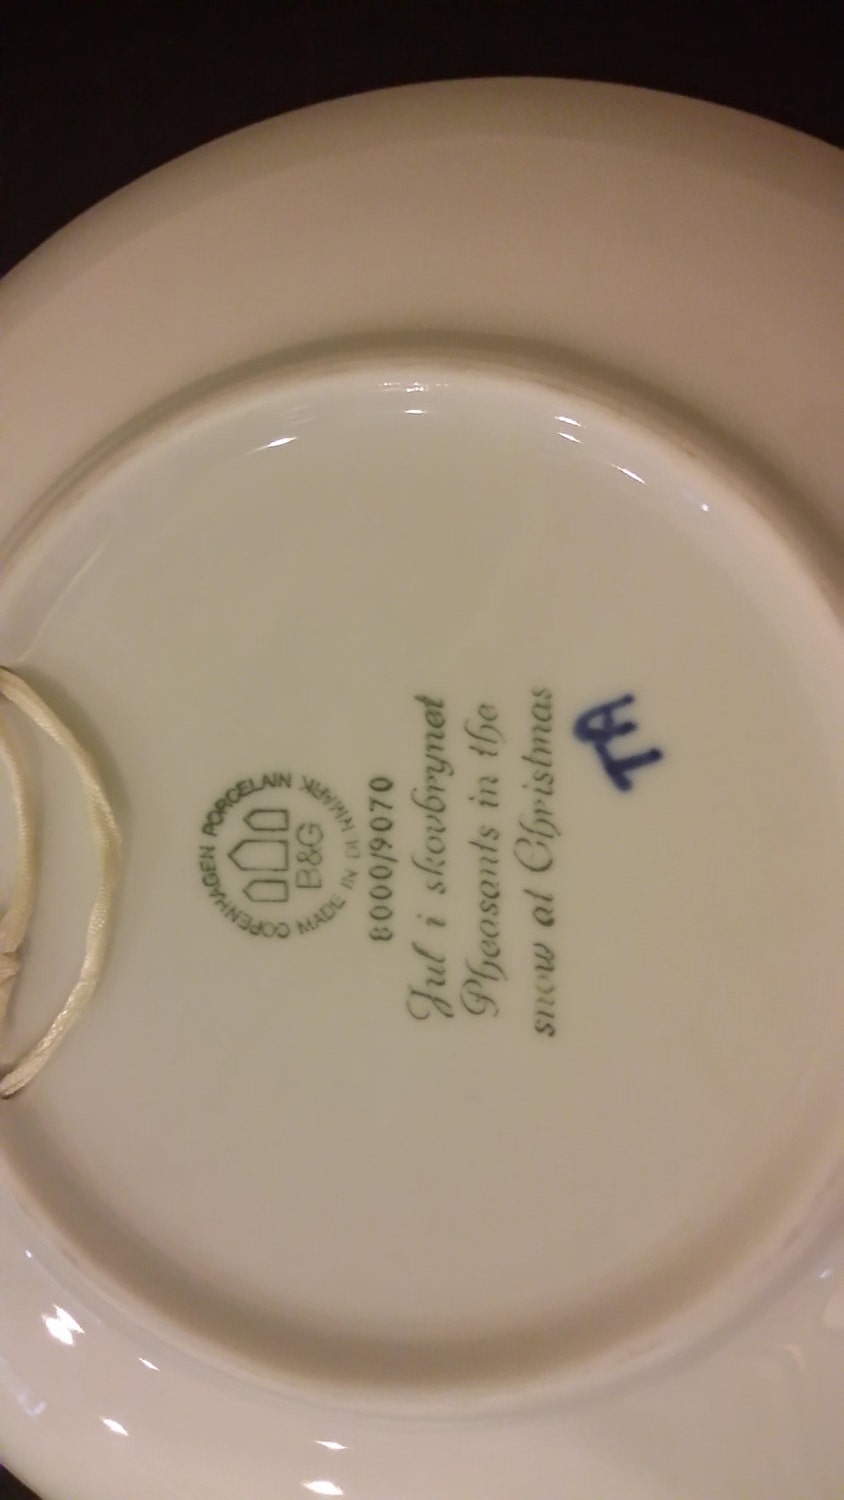 COPENHAGEN PORCELAIN
B&G
MADE IN DENMARK
8000/9070
Jul i skovbrynet
Pheasants in the
snow at Christmas
TA